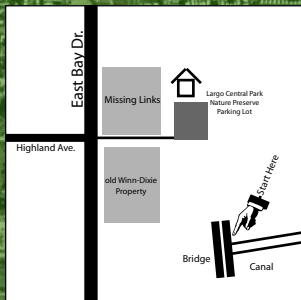 East Bay Dr.
Missing Links
Largo Central Park
Nature Preserve
Parking Lot
Highland Ave.
old Winn-Dixie
Property
Start Here
Bridge
Canal